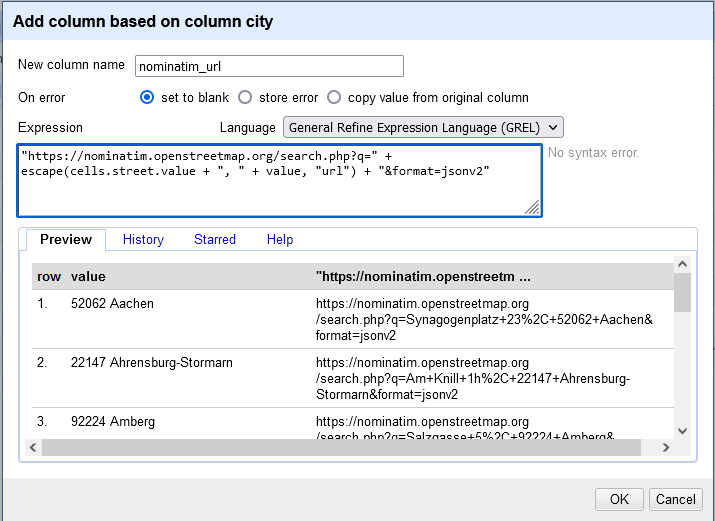 Add column based on column city
New column name nominatim_url
On error set to blank store error copy value from original column
Expression Language General Refine Expression Language (GREL)
"https://nominatim.openstreetmap.org/search.php?q=" +
escape(cells.street.value + ", " + value, "url") + "&format=jsonv2"
No syntax error.
Preview History Starred Help
row value "https://nominatim.openstreetm ...
1. 52062 Aachen https://nominatim.openstreetmap.org
/search.php?q=Synagogenplatz+23%2C+52062+Aachen&
format=jsonv2
2. 22147 Ahrensburg-Stormarn https://nominatim.openstreetmap.org
/search.php?q=Am+Knill+1h%2C+22147+Ahrensburg-
Stormarn&format=jsonv2
3. 92224 Amberg https://nominatim.openstreetmap.org
/search.php?q=Salzgasse+5%2C+92224+Amberg&
OK Cancel